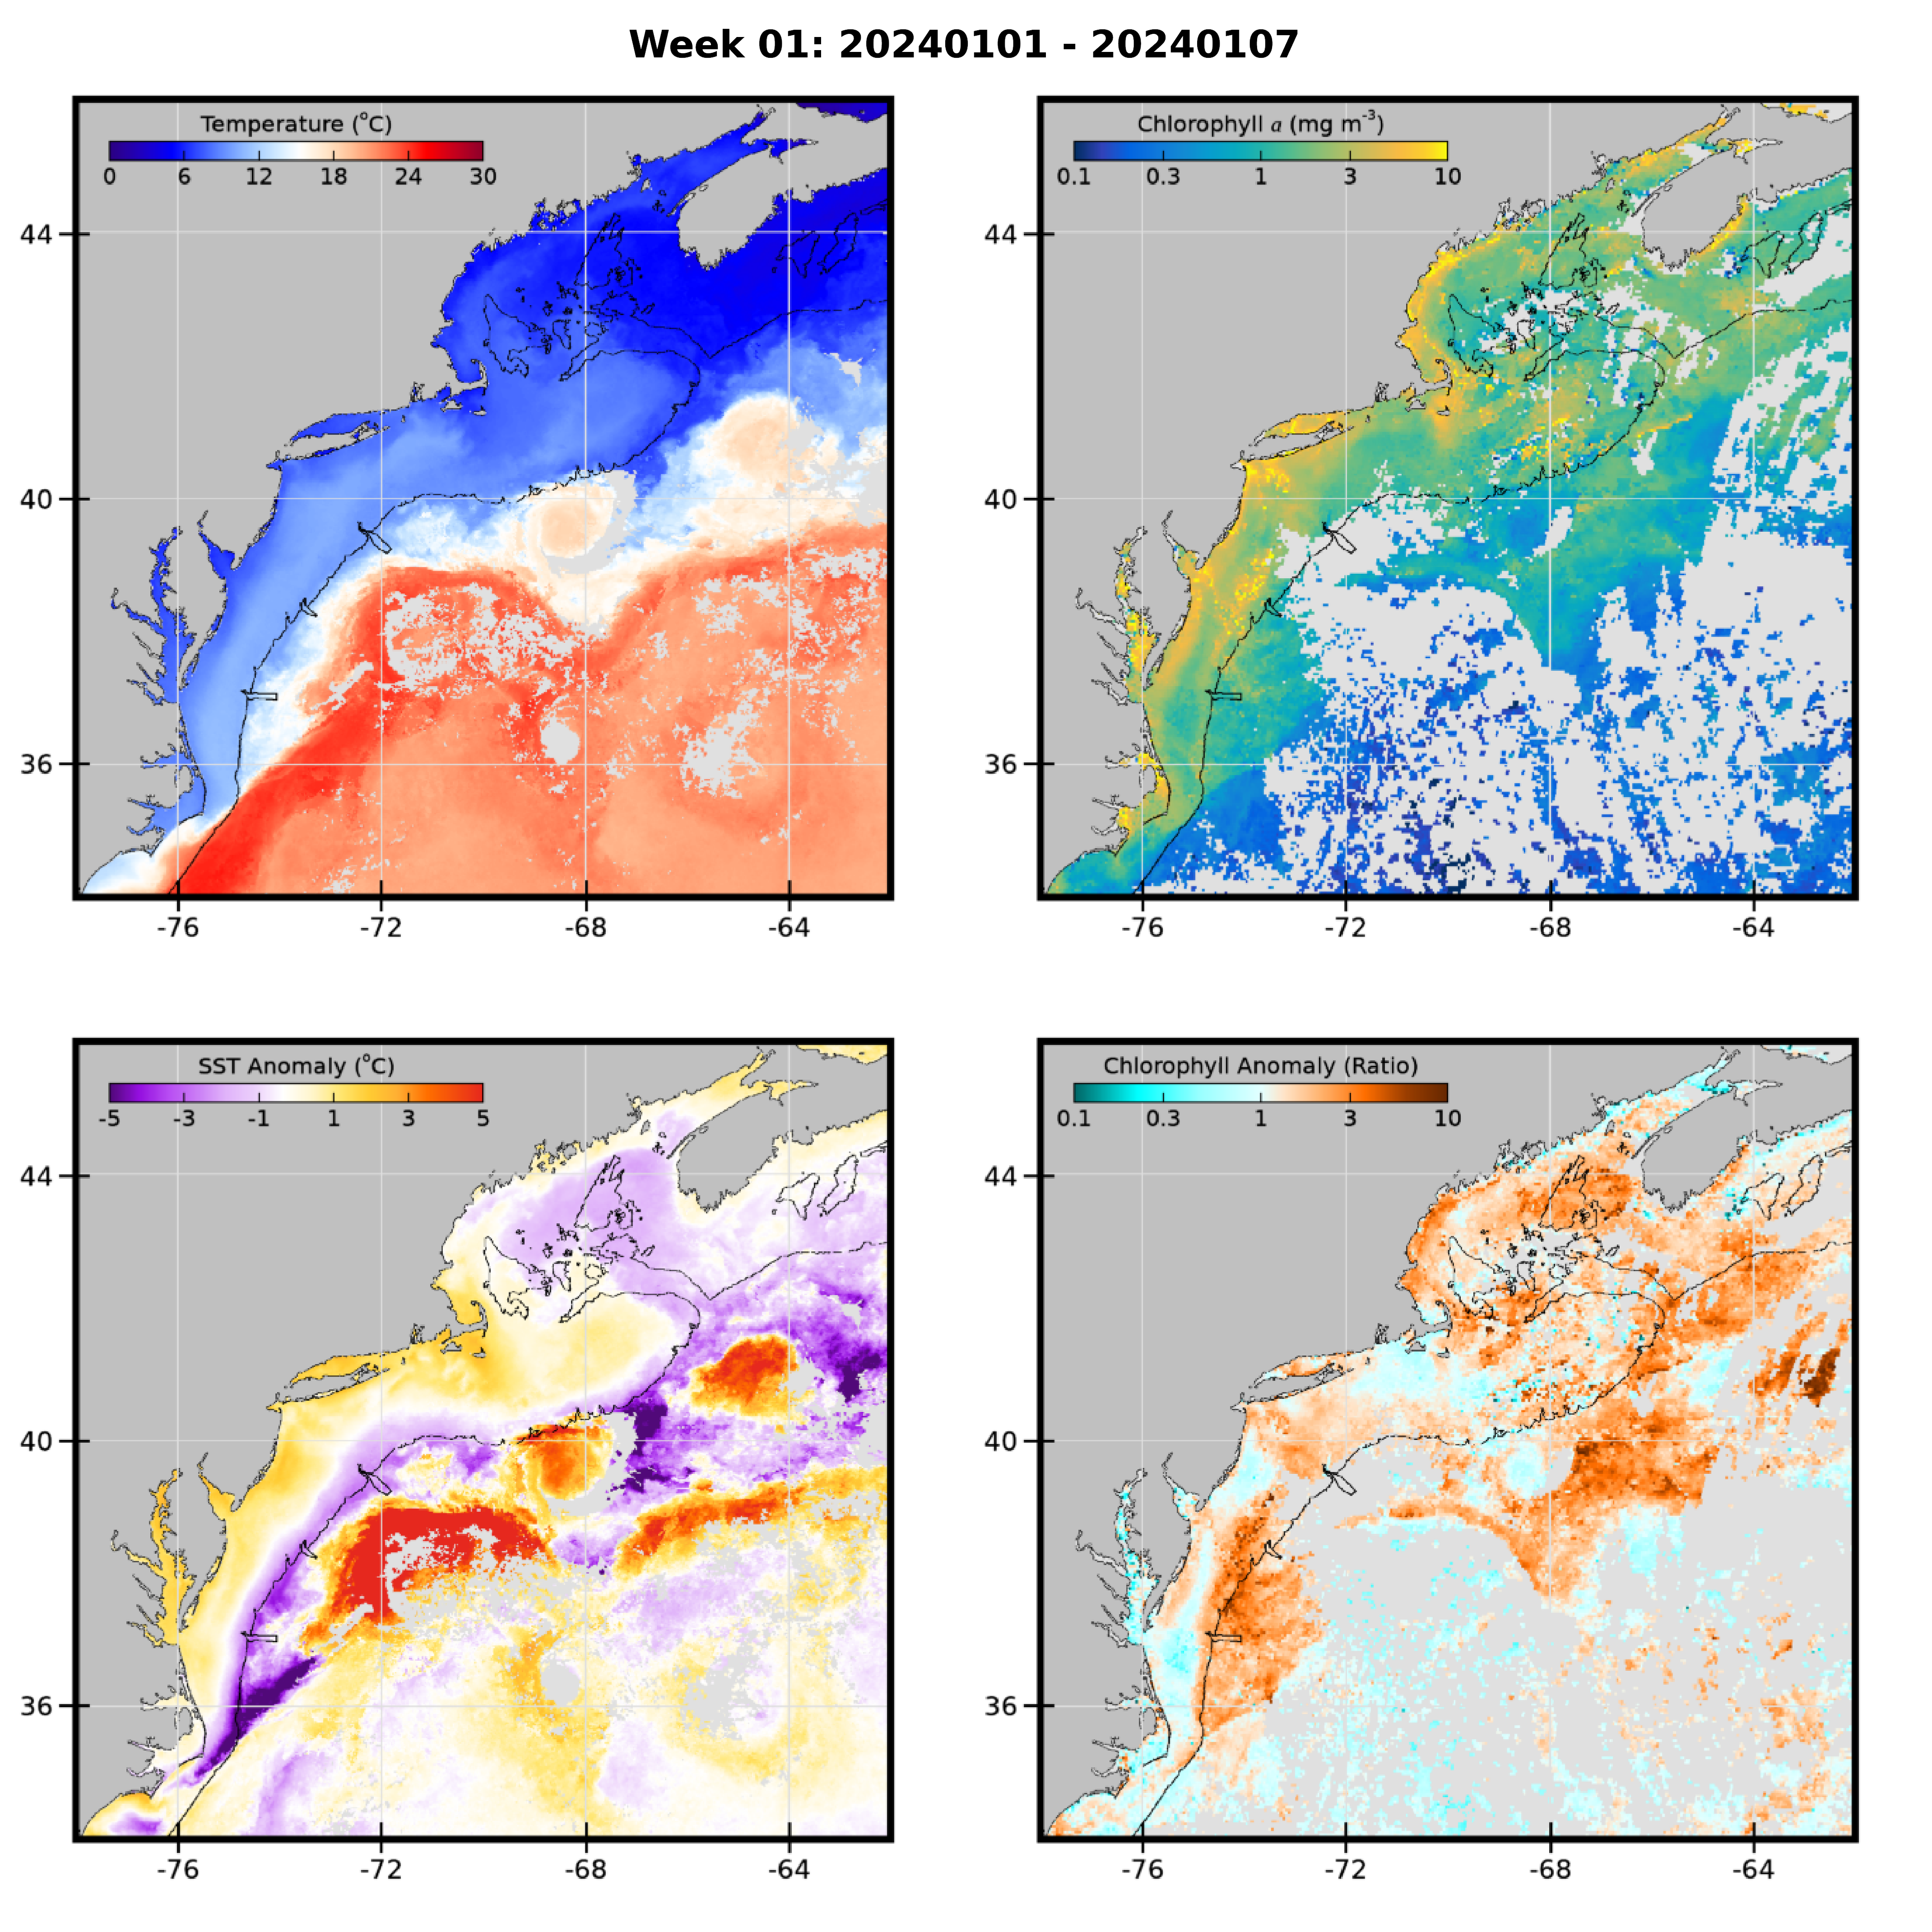 Week 01: 20240101 - 20240107
Temperature (°C)
0 6 12 18 24 30
44
40
36
-76 -72 -68 -64
Chlorophyll a (mg m⁻³)
0.1 0.3 1 3 10
44
40
36
-76 -72 -68 -64
SST Anomaly (°C)
-5 -3 -1 1 3 5
44
40
36
-76 -72 -68 -64
Chlorophyll Anomaly (Ratio)
0.1 0.3 1 3 10
44
40
36
-76 -72 -68 -64